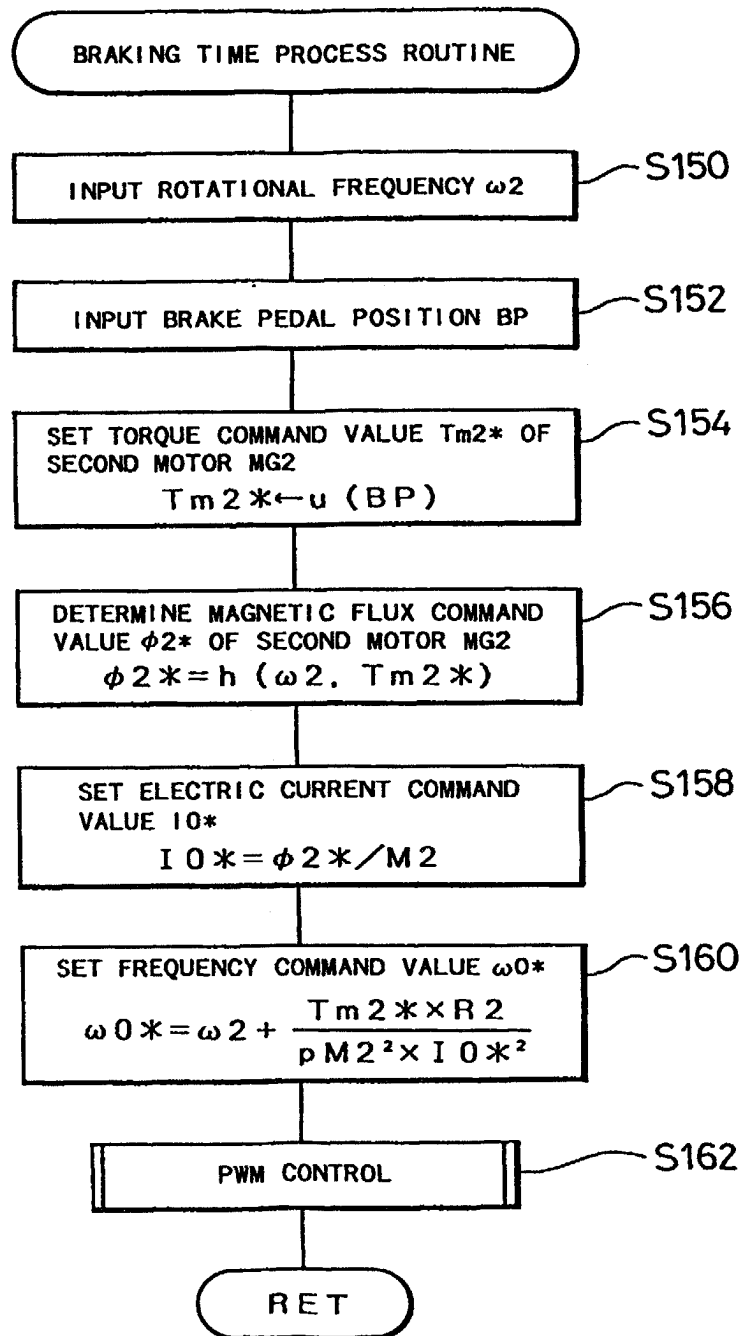 BRAKING TIME PROCESS ROUTINE
INPUT ROTATIONAL FREQUENCY ω2
S150
INPUT BRAKE PEDAL POSITION BP
S152
SET TORQUE COMMAND VALUE Tm2* OF
SECOND MOTOR MG2
Tm2*←u (BP)
S154
DETERMINE MAGNETIC FLUX COMMAND
VALUE ϕ2* OF SECOND MOTOR MG2
ϕ2*=h (ω2. Tm2*)
S156
SET ELECTRIC CURRENT COMMAND
VALUE I0*
I0*=ϕ2*/M2
S158
SET FREQUENCY COMMAND VALUE ω0*
ω0*=ω2+ Tm2*×R2
pM2²×I0*²
S160
PWM CONTROL
S162
RET